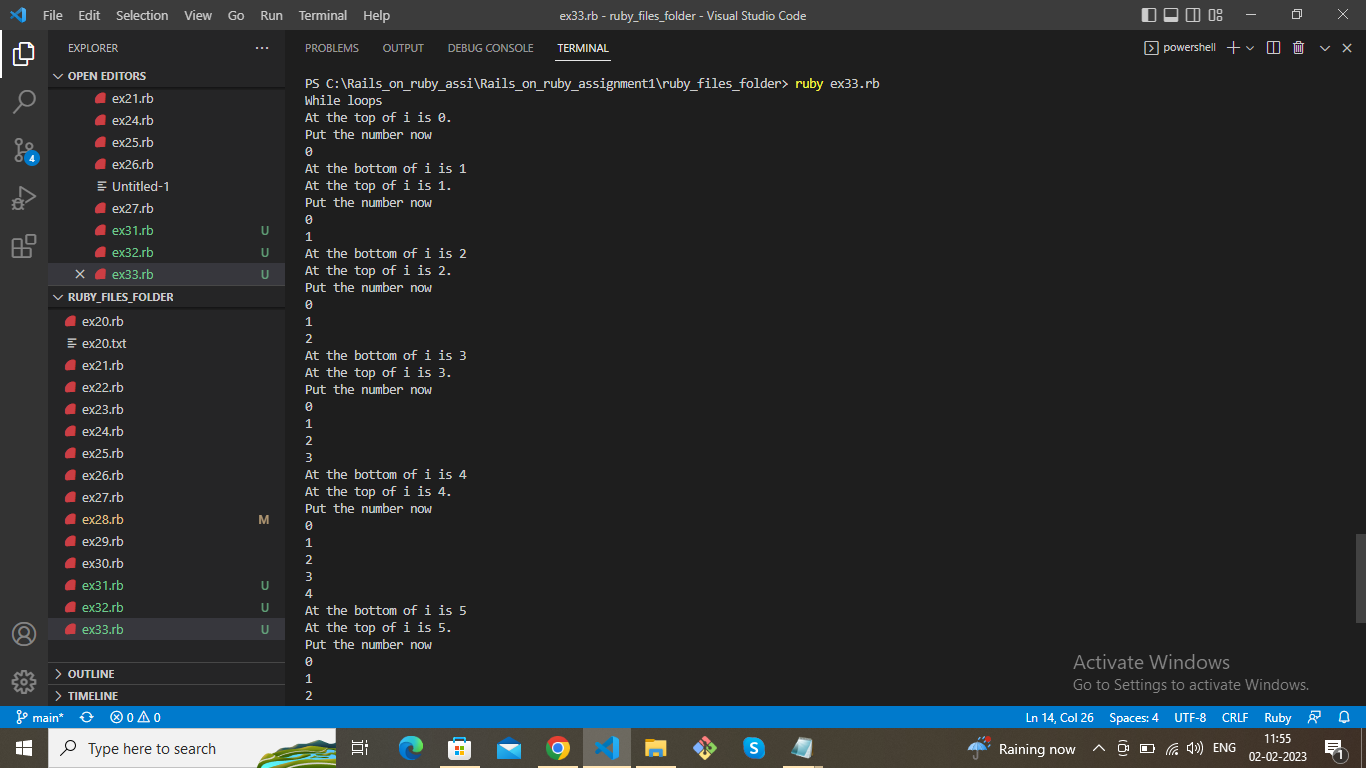 File Edit Selection View Go Run Terminal Help
ex33.rb - ruby_files_folder - Visual Studio Code
EXPLORER
OPEN EDITORS
ex21.rb
ex24.rb
ex25.rb
ex26.rb
Untitled-1
ex27.rb
ex31.rb U
ex32.rb U
ex33.rb U
RUBY_FILES_FOLDER
ex20.rb
ex20.txt
ex21.rb
ex22.rb
ex23.rb
ex24.rb
ex25.rb
ex26.rb
ex27.rb
ex28.rb M
ex29.rb
ex30.rb
ex31.rb U
ex32.rb U
ex33.rb U
OUTLINE
TIMELINE
4
PROBLEMS OUTPUT DEBUG CONSOLE TERMINAL
powershell
PS C:\Rails_on_ruby_assi\Rails_on_ruby_assignment1\ruby_files_folder> ruby ex33.rb
While loops
At the top of i is 0.
Put the number now
0
At the bottom of i is 1
At the top of i is 1.
Put the number now
0
1
At the bottom of i is 2
At the top of i is 2.
Put the number now
0
1
2
At the bottom of i is 3
At the top of i is 3.
Put the number now
0
1
2
3
At the bottom of i is 4
At the top of i is 4.
Put the number now
0
1
2
3
4
At the bottom of i is 5
At the top of i is 5.
Put the number now
0
1
2
Activate Windows
Go to Settings to activate Windows.
main* 0 0
Ln 14, Col 26 Spaces: 4 UTF-8 CRLF Ruby
Type here to search
Raining now
ENG
11:55
02-02-2023
1